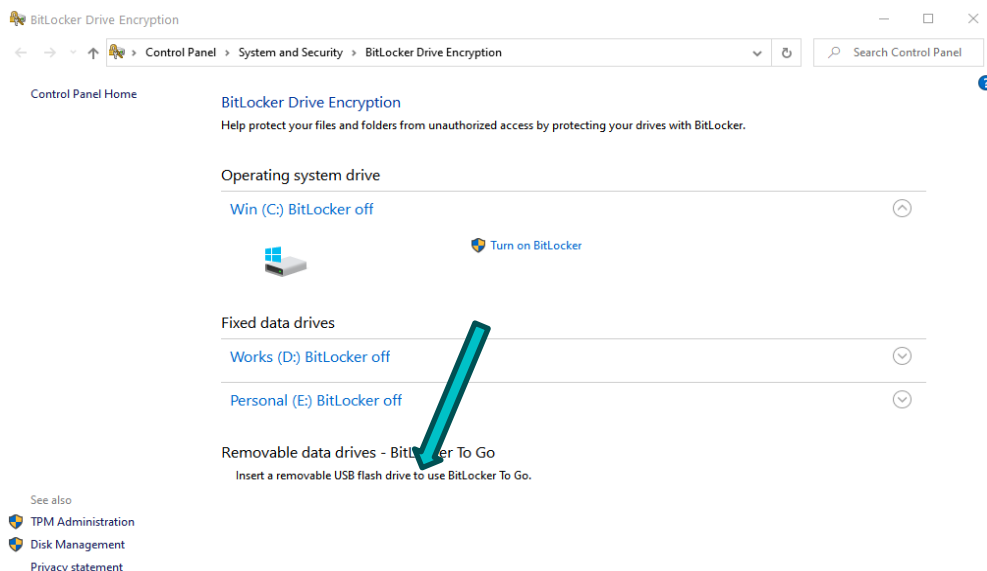 BitLocker Drive Encryption
Control Panel > System and Security > BitLocker Drive Encryption
Search Control Panel
Control Panel Home
BitLocker Drive Encryption
Help protect your files and folders from unauthorized access by protecting your drives with BitLocker.
Operating system drive
Win (C:) BitLocker off
Turn on BitLocker
Fixed data drives
Works (D:) BitLocker off
Personal (E:) BitLocker off
Removable data drives - BitLocker To Go
Insert a removable USB flash drive to use BitLocker To Go.
See also
TPM Administration
Disk Management
Privacy statement